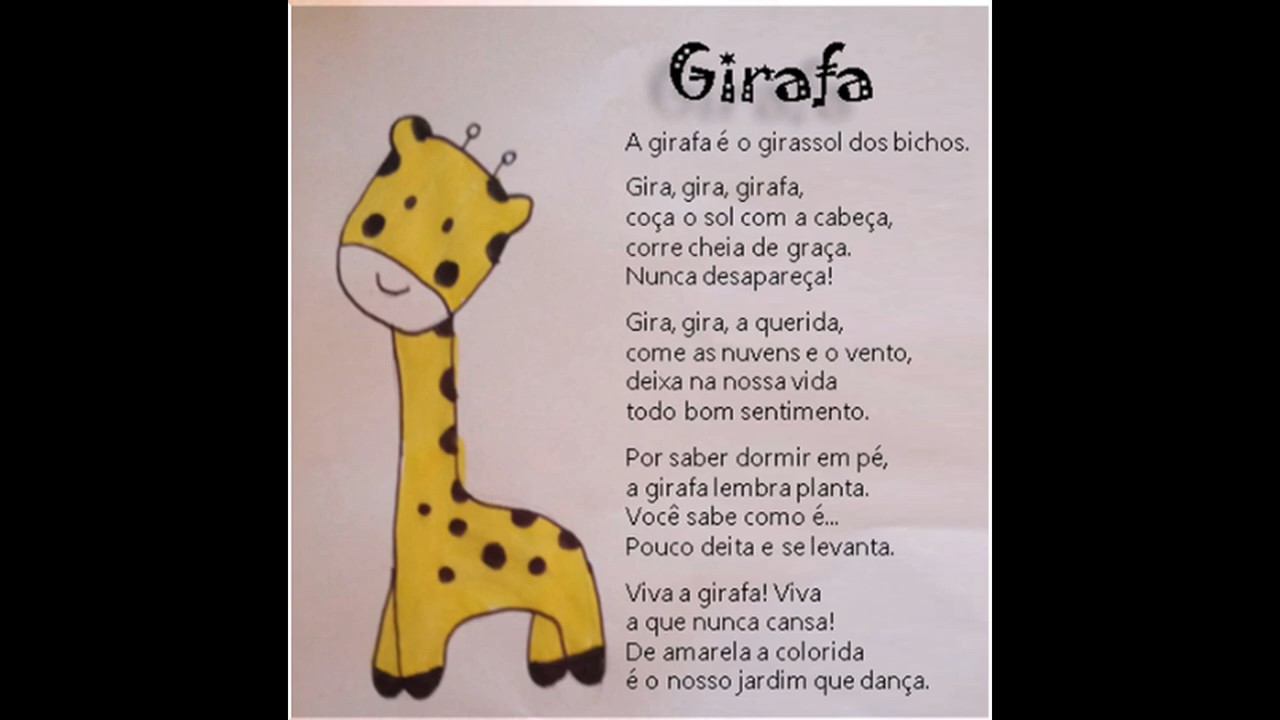 Girafa
A girafa é o girassol dos bichos.
Gira, gira, girafa,
coça o sol com a cabeça,
corre cheia de graça.
Nunca desapareça!
Gira, gira, a querida,
come as nuvens e o vento,
deixa na nossa vida
todo bom sentimento.
Por saber dormir em pé,
a girafa lembra planta.
Você sabe como é...
Pouco deita e se levanta.
Viva a girafa! Viva
a que nunca cansa!
De amarela a colorida
é o nosso jardim que dança.